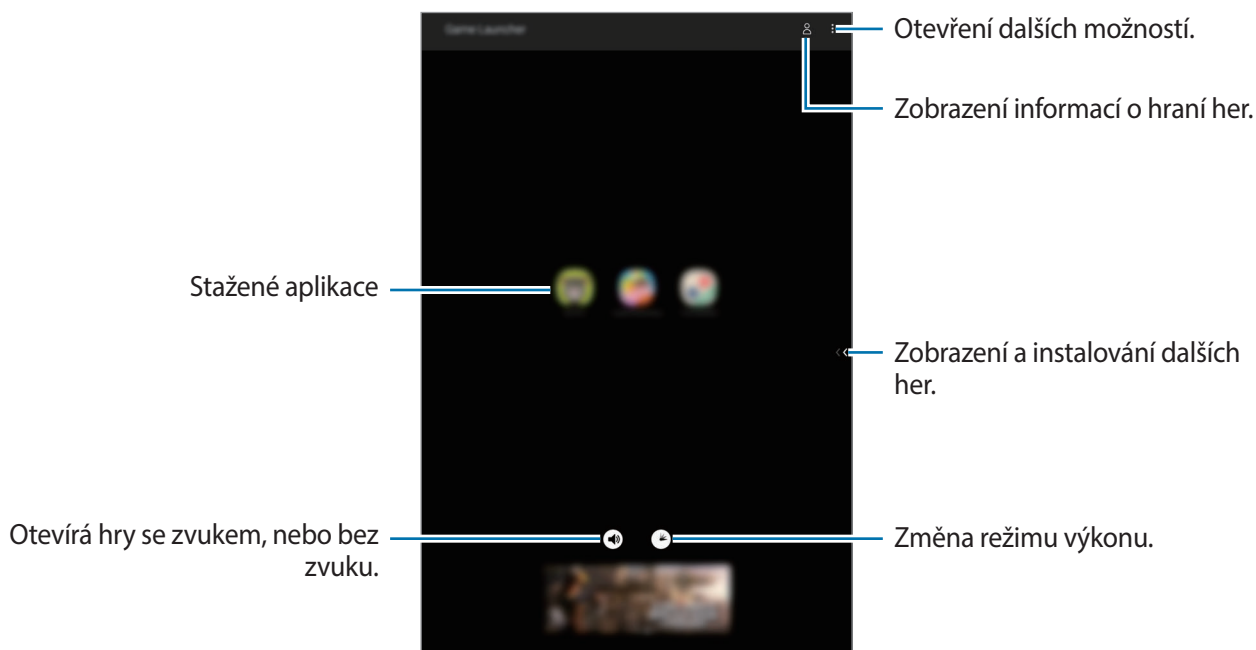 Game Launcher
Otevření dalších možností.
Zobrazení informací o hraní her.
Stažené aplikace
Zobrazení a instalování dalších
her.
Otevírá hry se zvukem, nebo bez
zvuku.
Změna režimu výkonu.